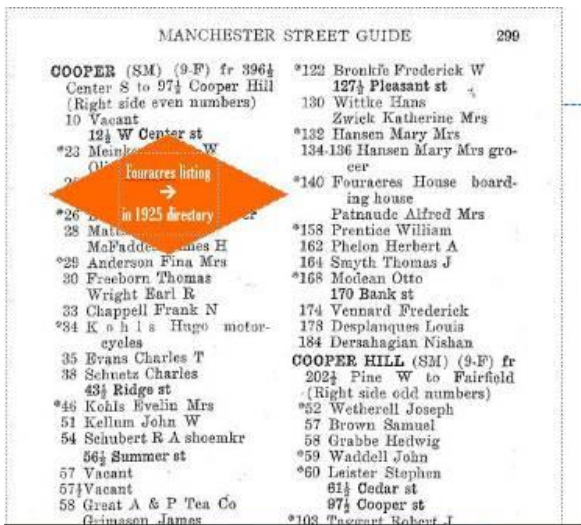 MANCHESTER STREET GUIDE 299
COOPER (SM) (9-F) fr 396½
Center S to 97½ Cooper Hill
(Right side even numbers)
10 Vacant
12½ W Center st
*23 Meink W
Oli
Fouracres listing
→
in 1925 directory
*26
28 Matt
McFadde mes H
*29 Anderson Fina Mrs
30 Freeborn Thomas
Wright Earl R
33 Chappell Frank N
*34 Kohls Hugo motor-
cycles
35 Evans Charles T
38 Schuetz Charles
43½ Ridge st
*46 Kohls Evelin Mrs
51 Kellum John W
54 Schubert R A shoemkr
56½ Summer st
57 Vacant
57½ Vacant
58 Great A & P Tea Co
Grimason James
*122 Bronkie Frederick W
127½ Pleasant st
130 Wittke Hans
Zwick Katherine Mrs
*132 Hansen Mary Mrs
134-136 Hansen Mary Mrs gro-
cer
*140 Fouracres House board-
ing house
Patnaude Alfred Mrs
*158 Prentice William
162 Phelon Herbert A
164 Smyth Thomas J
*168 Modean Otto
170 Bank st
174 Vennard Frederick
178 Desplanques Louis
184 Dersahagian Nishan
COOPER HILL (SM) (9-F) fr
202½ Pine W to Fairfield
(Right side odd numbers)
*52 Wetherell Joseph
57 Brown Samuel
58 Grabbe Hedwig
*59 Waddell John
*60 Leister Stephen
61½ Cedar st
97½ Cooper st
*103 Taggart Robert J